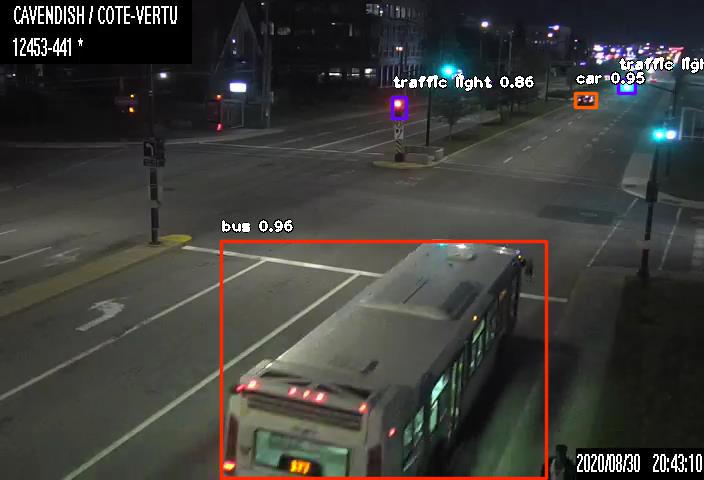 CAVENDISH / COTE-VERTU
12453-441 *
traffic ligh
car 0.95
traffic light 0.86
bus 0.96
2020/08/30 20:43:10